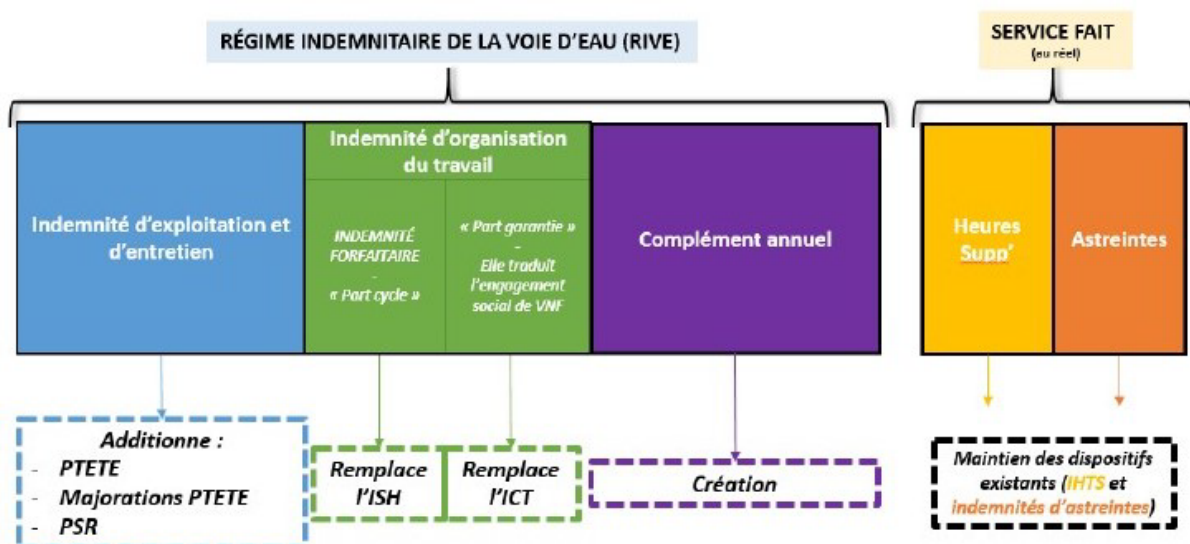 RÉGIME INDEMNITAIRE DE LA VOIE D'EAU (RIVE)
SERVICE FAIT
(au réel)
Indemnité d'exploitation et
d'entretien
Indemnité d'organisation
du travail
INDEMNITÉ
FORFAITAIRE
-
« Part cycle »
« Part garantie »
-
Elle traduit
l'engagement
social de VNF
Complément annuel
Heures
Supp'
Astreintes
Additionne :
- PTETE
- Majorations PTETE
- PSR
Remplace
l'ISH
Remplace
l'ICT
Création
Maintien des dispositifs
existants (IHTS et
indemnités d'astreintes)